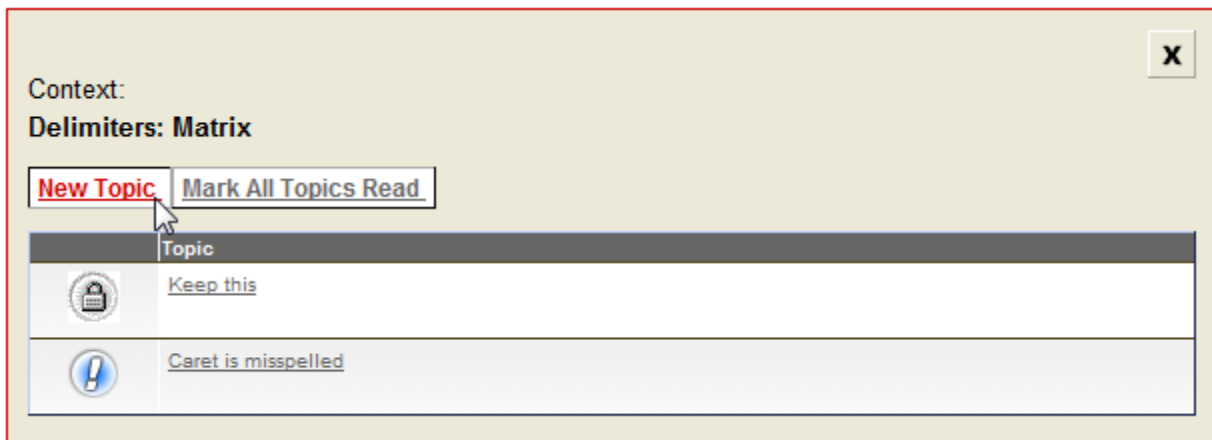 X
Context:
Delimiters: Matrix
New Topic Mark All Topics Read
Topic
Keep this
Caret is misspelled